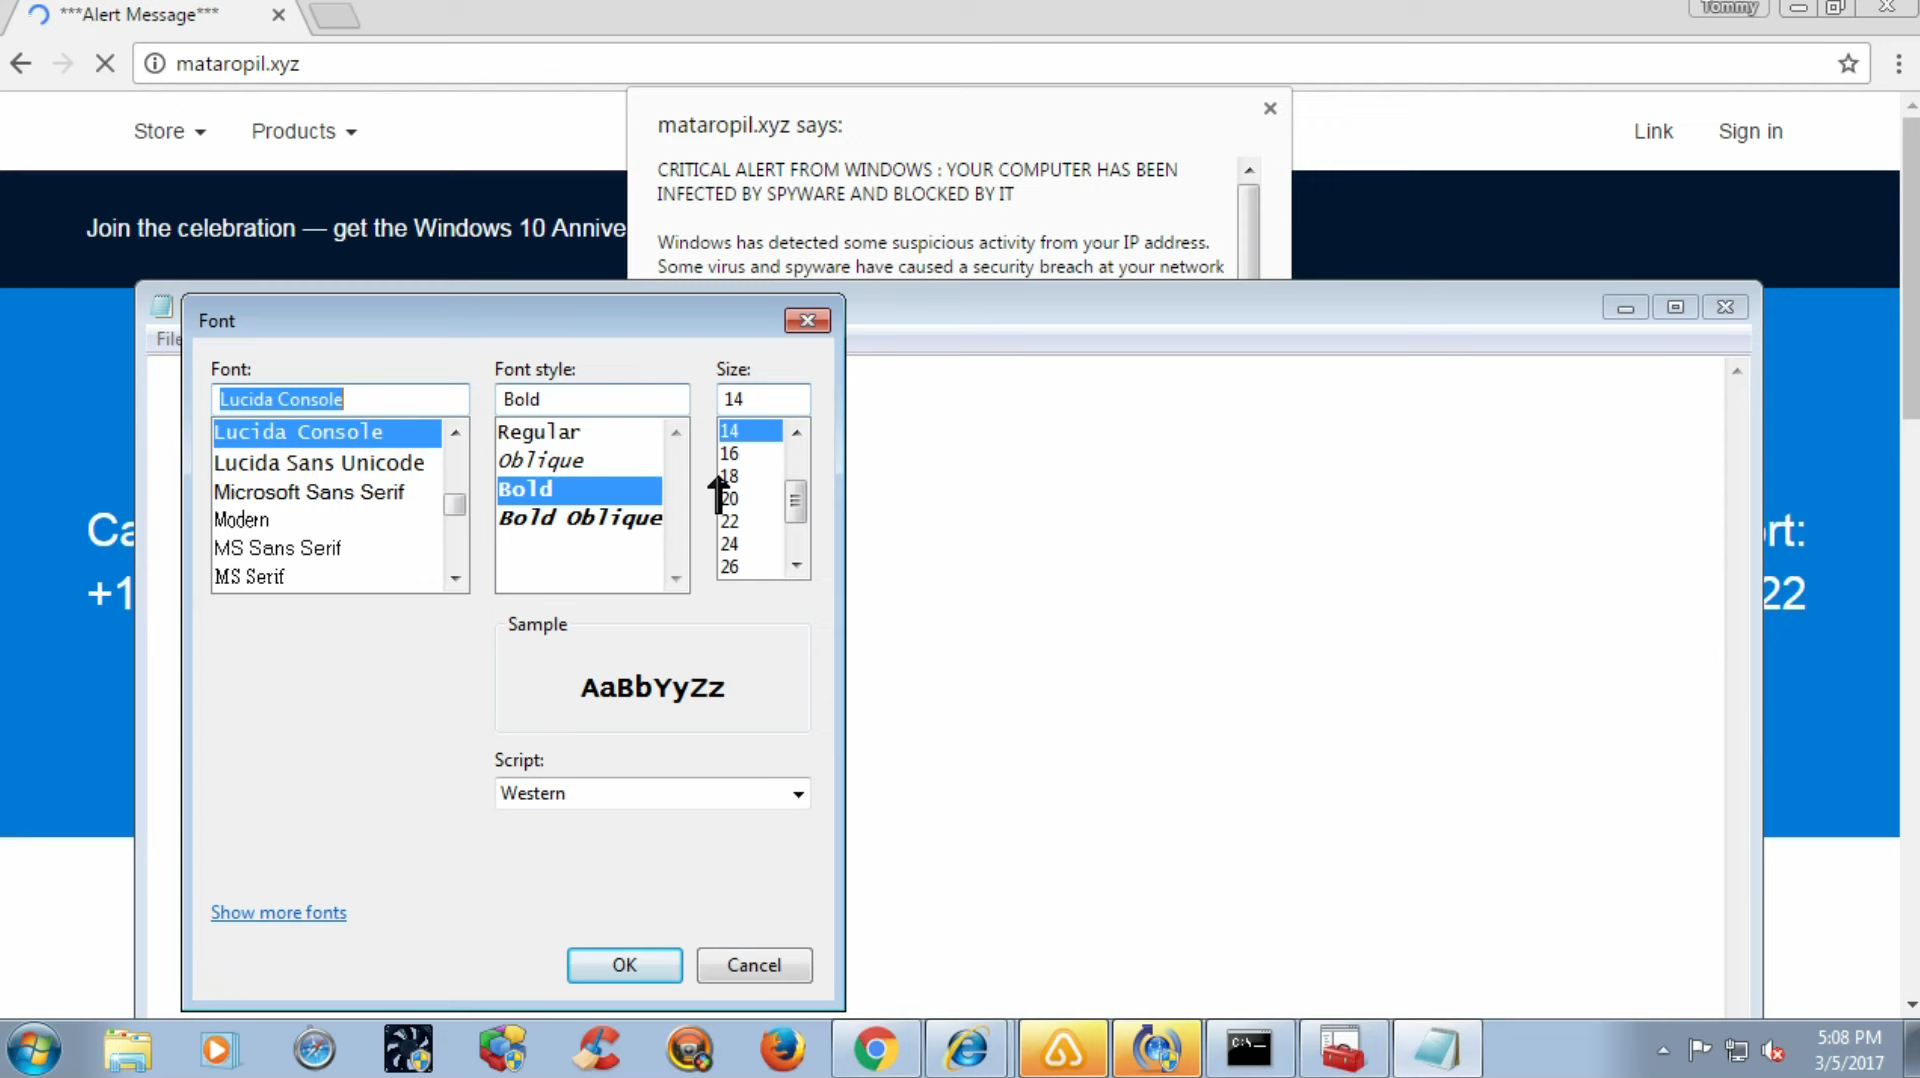 ***Alert Message***
Tommy
mataropil.xyz
Store
Products
Link
Sign in
mataropil.xyz says:
CRITICAL ALERT FROM WINDOWS : YOUR COMPUTER HAS BEEN
INFECTED BY SPYWARE AND BLOCKED BY IT
Windows has detected some suspicious activity from your IP address.
Some virus and spyware have caused a security breach at your network
Join the celebration — get the Windows 10 Annive
Ca
rt:
+1
22
File
Font
Font:
Font style:
Size:
Lucida Console
Bold
14
Lucida Console
Lucida Sans Unicode
Microsoft Sans Serif
Modern
MS Sans Serif
MS Serif
Regular
Oblique
Bold
Bold Oblique
14
16
18
20
22
24
26
Sample
AaBbYyZz
Script:
Western
Show more fonts
OK
Cancel
C:\_
5:08 PM
3/5/2017